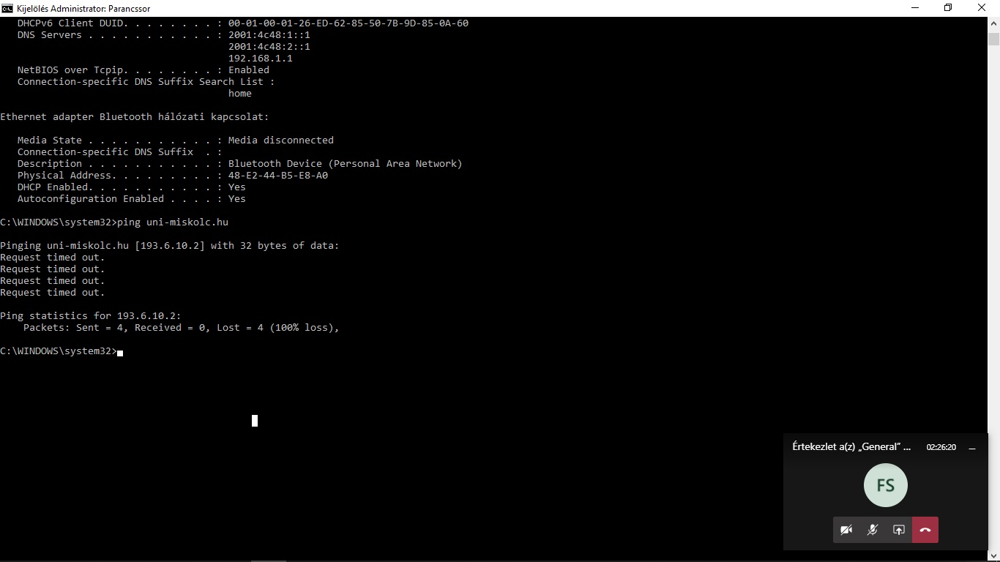 Kijelölés Administrator: Parancssor
DHCPv6 Client DUID. . . . . . . . : 00-01-00-01-26-ED-62-85-50-7B-9D-85-0A-60
DNS Servers . . . . . . . . . . . : 2001:4c48:1::1
2001:4c48:2::1
192.168.1.1
NetBIOS over Tcpip. . . . . . . . : Enabled
Connection-specific DNS Suffix Search List :
home
Ethernet adapter Bluetooth hálózati kapcsolat:
Media State . . . . . . . . . . . : Media disconnected
Connection-specific DNS Suffix  . :
Description . . . . . . . . . . . : Bluetooth Device (Personal Area Network)
Physical Address. . . . . . . . . : 48-E2-44-B5-E8-A0
DHCP Enabled. . . . . . . . . . . : Yes
Autoconfiguration Enabled . . . . : Yes
C:\WINDOWS\system32>ping uni-miskolc.hu
Pinging uni-miskolc.hu [193.6.10.2] with 32 bytes of data:
Request timed out.
Request timed out.
Request timed out.
Request timed out.
Ping statistics for 193.6.10.2:
Packets: Sent = 4, Received = 0, Lost = 4 (100% loss),
C:\WINDOWS\system32>
Értekezlet a(z) „General” ... 02:26:20
FS